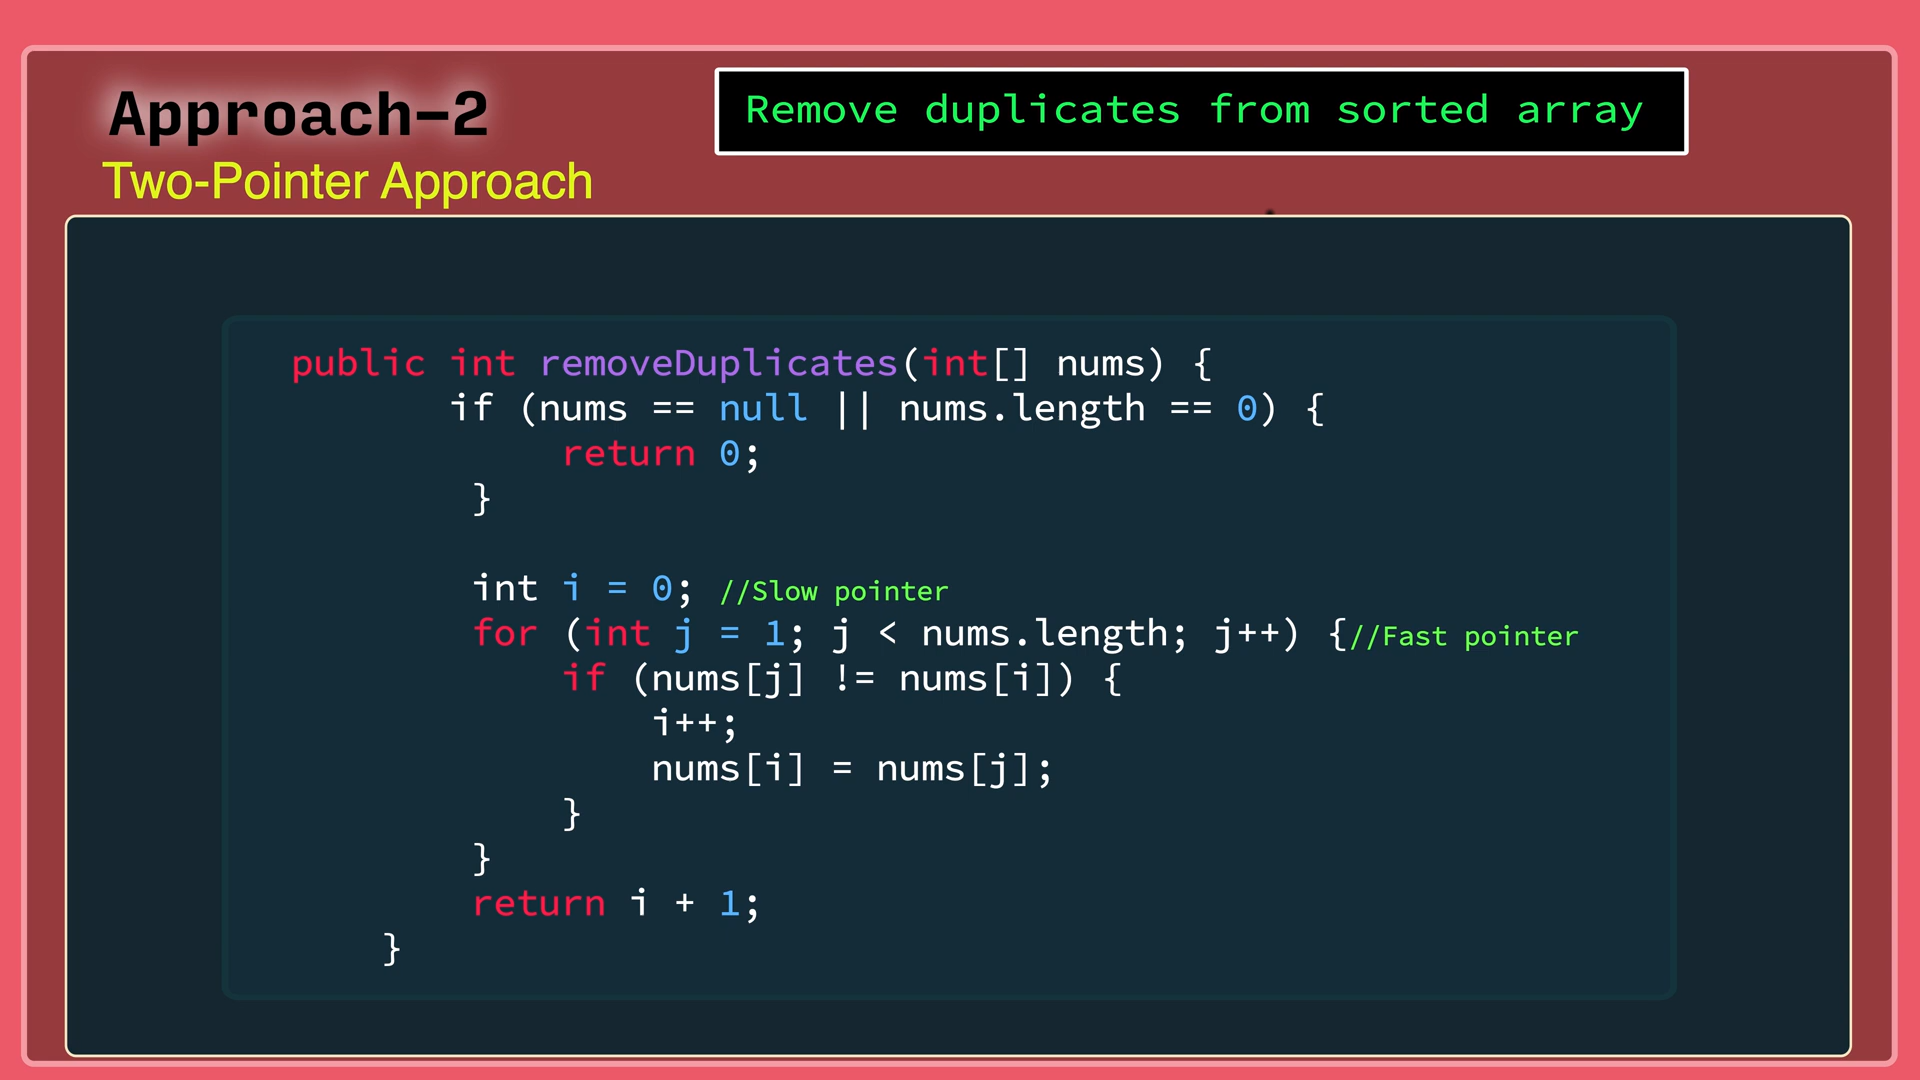 Approach-2
Remove duplicates from sorted array
Two-Pointer Approach
public int removeDuplicates(int[] nums) {
if (nums == null || nums.length == 0) {
return 0;
}
int i = 0; //Slow pointer
for (int j = 1; j < nums.length; j++) {//Fast pointer
if (nums[j] != nums[i]) {
i++;
nums[i] = nums[j];
}
}
return i + 1;
}